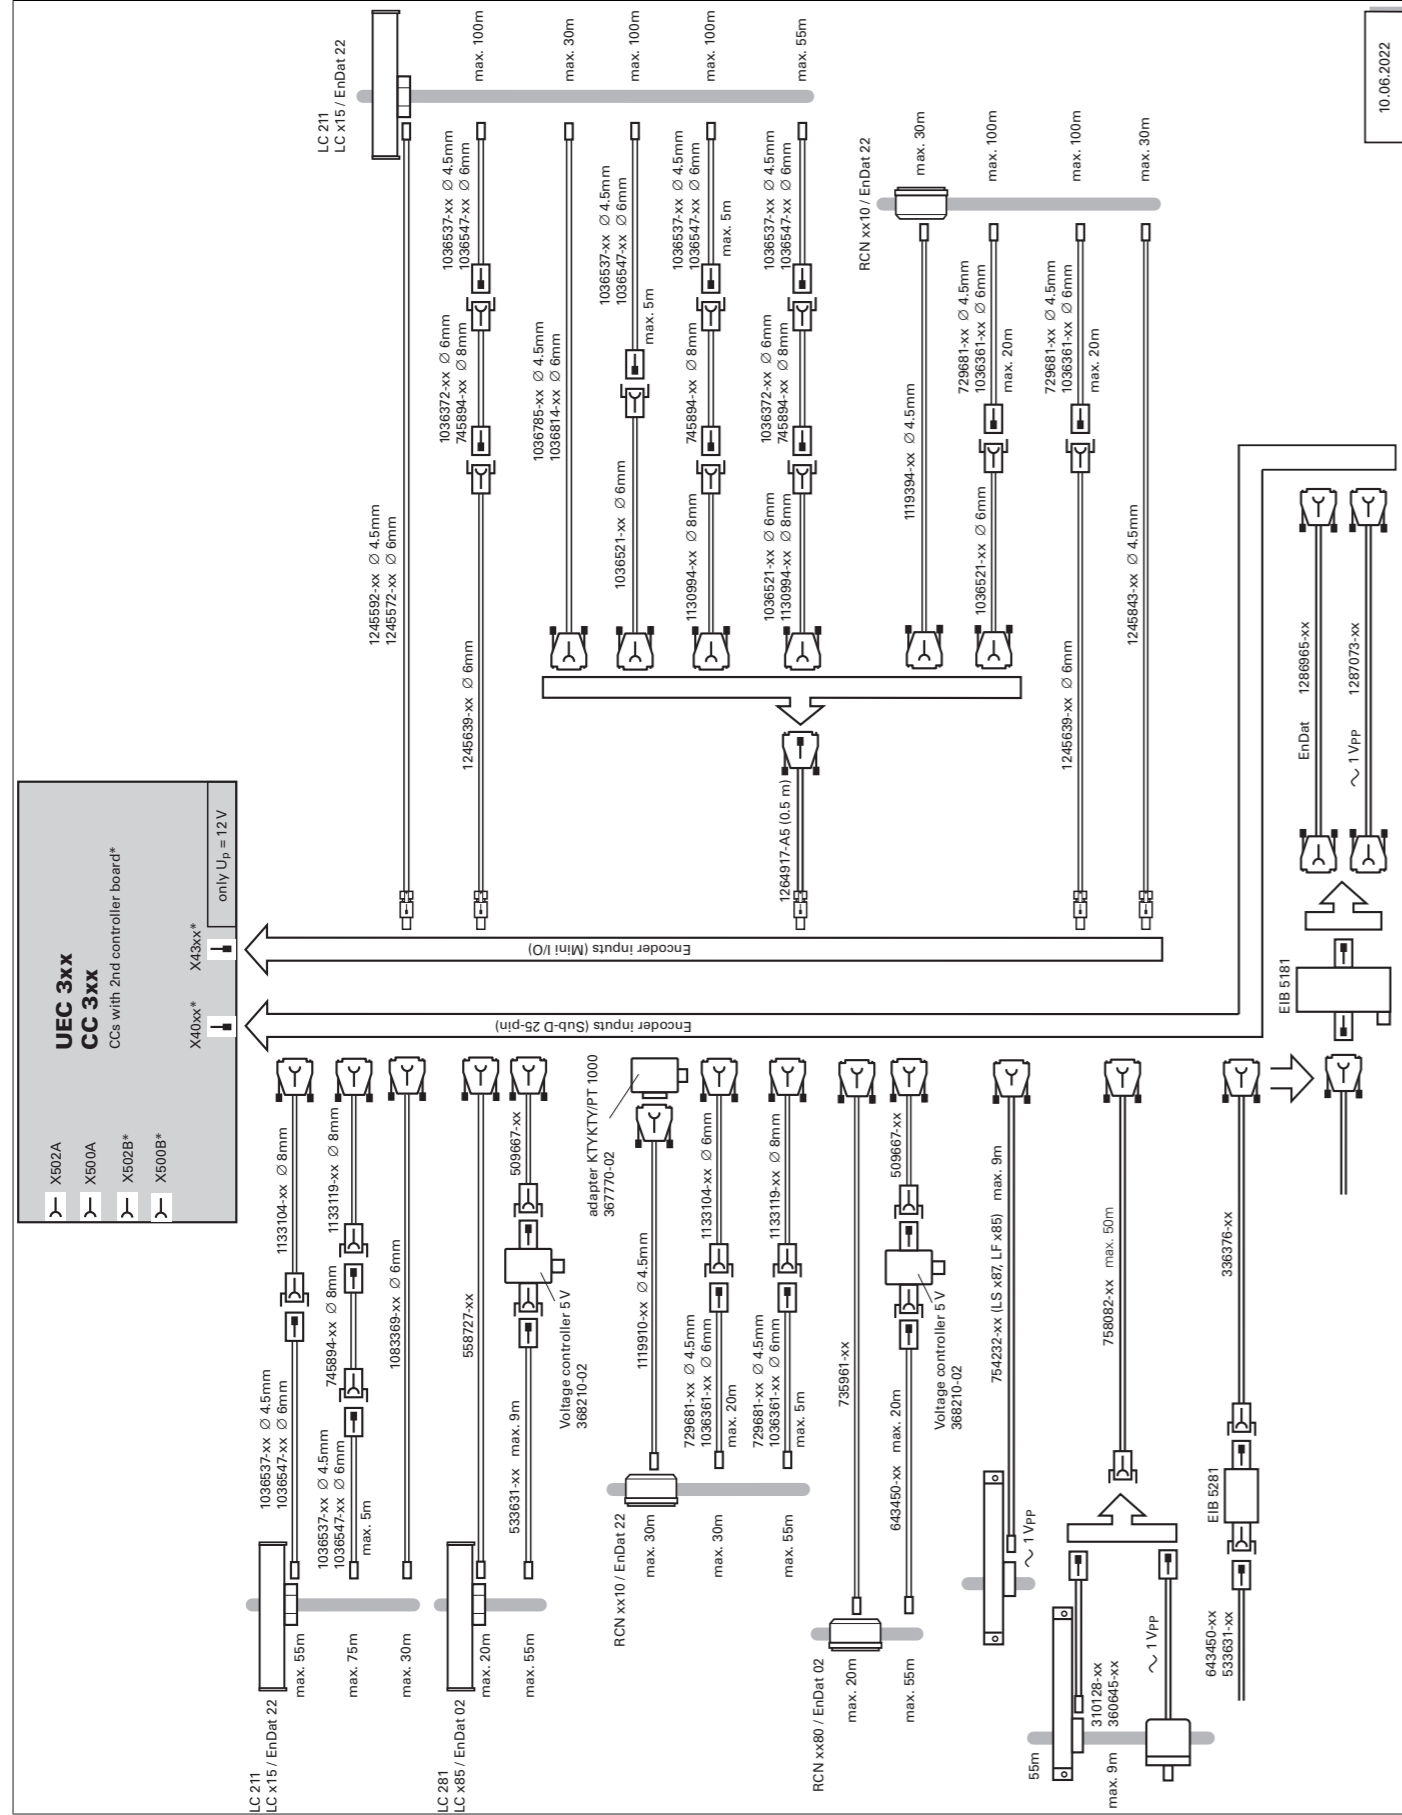 UEC 3xx
CC 3xx
CCs with 2nd controller board*
X502A
X500A
X502B*
X500B*
X40xx*
X43xx*
only UP = 12 V
Encoder inputs (Mini I/O)
Encoder inputs (Sub-D 25-pin)
LC 211
LC x15 / EnDat 22
1245592-xx ∅ 4.5mm
1245572-xx ∅ 6mm
max. 100m
1245639-xx ∅ 6mm
1036372-xx ∅ 6mm
745894-xx ∅ 8mm
1036537-xx ∅ 4.5mm
1036547-xx ∅ 6mm
max. 30m
1036785-xx ∅ 4.5mm
1036814-xx ∅ 6mm
max. 100m
1036521-xx ∅ 6mm
1036537-xx ∅ 4.5mm
1036547-xx ∅ 6mm
max. 5m
max. 100m
1130994-xx ∅ 8mm
745894-xx ∅ 8mm
1036537-xx ∅ 4.5mm
1036547-xx ∅ 6mm
max. 5m
max. 55m
1036521-xx ∅ 6mm
1130994-xx ∅ 8mm
1036372-xx ∅ 6mm
745894-xx ∅ 8mm
1036537-xx ∅ 4.5mm
1036547-xx ∅ 6mm
1264917-A5 (0.5 m)
RCN xx10 / EnDat 22
max. 30m
1119394-xx ∅ 4.5mm
max. 100m
1036521-xx ∅ 6mm
729681-xx ∅ 4.5mm
1036361-xx ∅ 6mm
max. 20m
max. 100m
1245639-xx ∅ 6mm
729681-xx ∅ 4.5mm
1036361-xx ∅ 6mm
max. 20m
max. 30m
1245843-xx ∅ 4.5mm
LC 211
LC x15 / EnDat 22
max. 55m
1036537-xx ∅ 4.5mm
1036547-xx ∅ 6mm
1133104-xx ∅ 8mm
max. 75m
1036537-xx ∅ 4.5mm
1036547-xx ∅ 6mm
max. 5m
745894-xx ∅ 8mm
1133119-xx ∅ 8mm
max. 30m
1083369-xx ∅ 6mm
LC 281
LC x85 / EnDat 02
max. 20m
558727-xx
max. 55m
533631-xx max. 9m
509667-xx
Voltage controller 5 V
368210-02
adapter KTYKTY/PT 1000
367770-02
RCN xx10 / EnDat 22
max. 30m
1119910-xx ∅ 4.5mm
max. 30m
729681-xx ∅ 4.5mm
1036361-xx ∅ 6mm
max. 20m
1133104-xx ∅ 6mm
max. 55m
729681-xx ∅ 4.5mm
1036361-xx ∅ 6mm
max. 5m
1133119-xx ∅ 8mm
RCN xx80 / EnDat 02
max. 20m
735961-xx
max. 55m
643450-xx max. 20m
509667-xx
Voltage controller 5 V
368210-02
754232-xx (LS x87, LF x85) max. 9m
~ 1 VPP
55m
max. 9m
310128-xx
360645-xx
~ 1 VPP
758082-xx max. 50m
643450-xx
533631-xx
EIB 5281
336376-xx
EIB 5181
EnDat
1286965-xx
~ 1 VPP
1287073-xx
10.06.2022